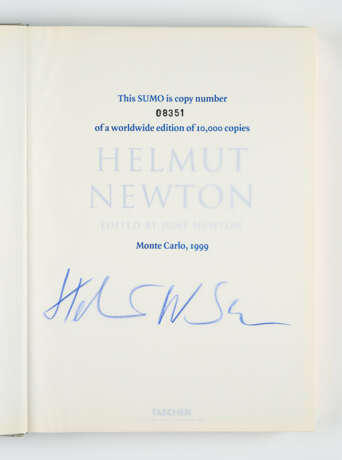 This SUMO is copy number
08351
of a worldwide edition of 10,000 copies
HELMUT
NEWTON
EDITED BY JUNE NEWTON
Monte Carlo, 1999
TASCHEN